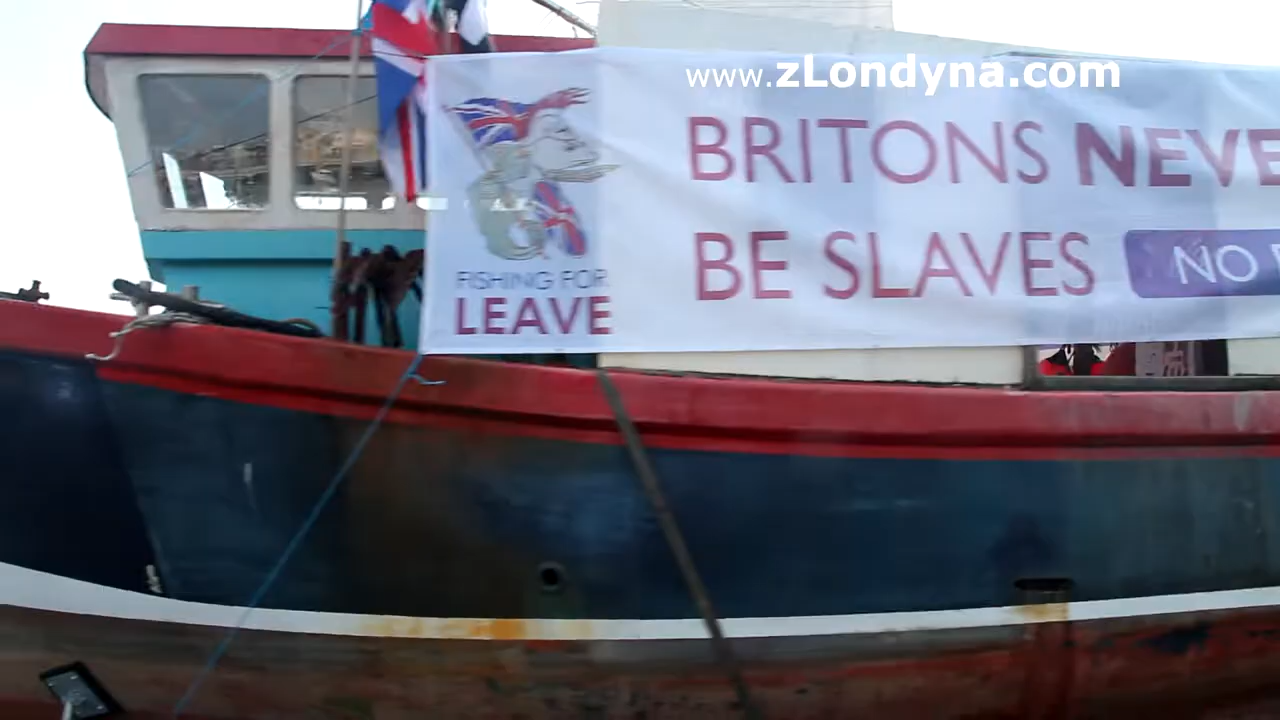 www.zLondyna.com
BRITONS NEVE
BE SLAVES NO
FISHING FOR
LEAVE